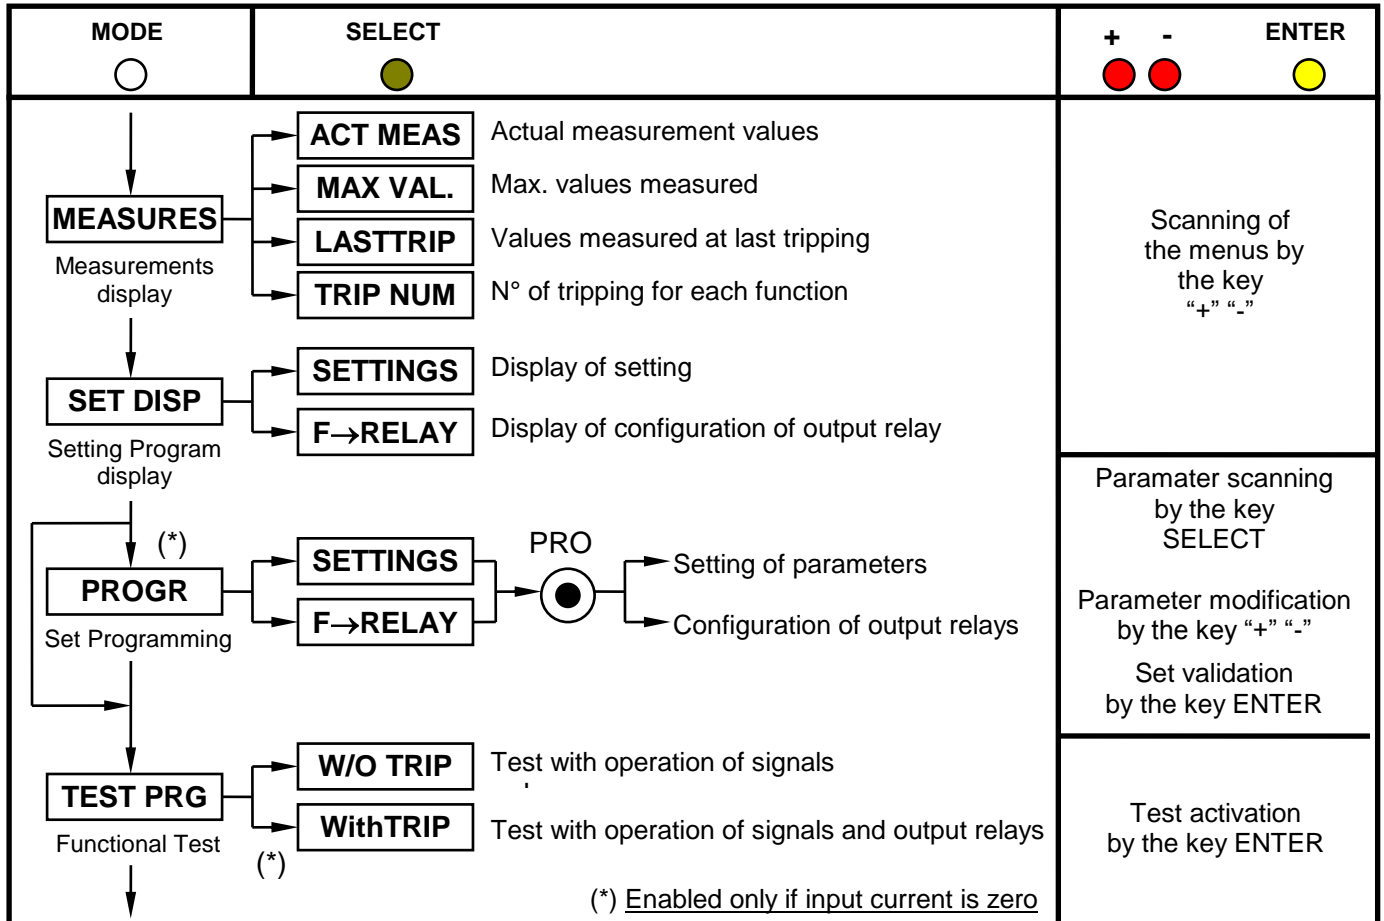 MODE
SELECT
+ -
ENTER
ACT MEAS Actual measurement values
MAX VAL. Max. values measured
MEASURES
LASTTRIP Values measured at last tripping
Measurements
display
TRIP NUM N° of tripping for each function
Scanning of
the menus by
the key
“+” “-”
SETTINGS Display of setting
SET DISP
F→RELAY Display of configuration of output relay
Setting Program
display
(*)
PROGR
Set Programming
SETTINGS
F→RELAY
PRO
Setting of parameters
Configuration of output relays
Paramater scanning
by the key
SELECT
Parameter modification
by the key “+” “-”
Set validation
by the key ENTER
W/O TRIP Test with operation of signals
TEST PRG
WithTRIP Test with operation of signals and output relays
Functional Test
(*)
Test activation
by the key ENTER
(*) Enabled only if input current is zero